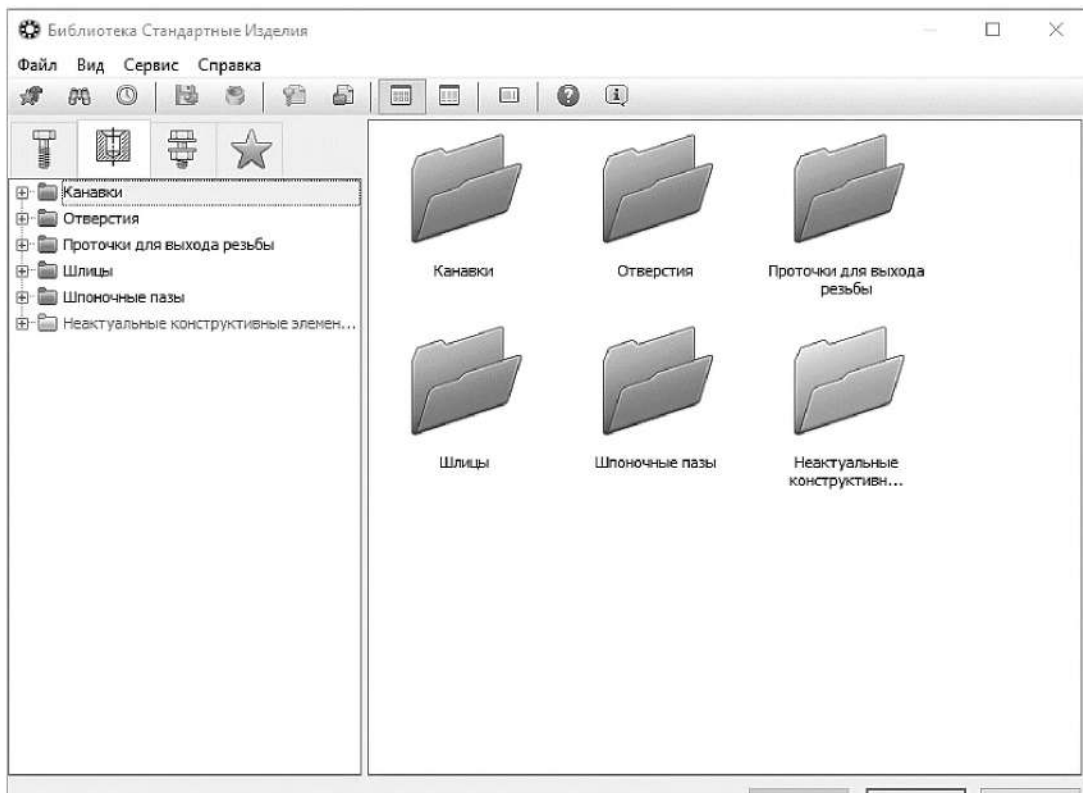 Библиотека Стандартные Изделия
Файл Вид Сервис Справка
Канавки
Отверстия
Проточки для выхода резьбы
Шлицы
Шпоночные пазы
Неактуальные конструктивные элемен...
Канавки
Отверстия
Проточки для выхода
резьбы
Шлицы
Шпоночные пазы
Неактуальные
конструктивн...